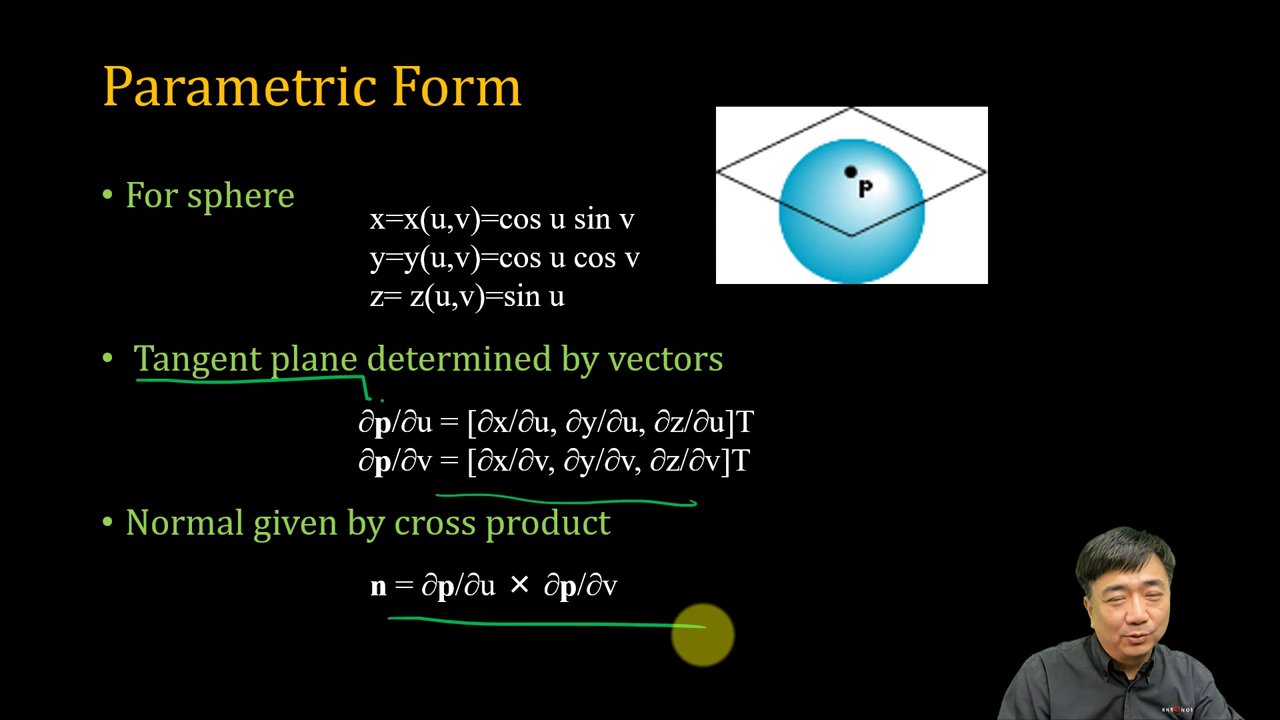 Parametric Form
• For sphere
x=x(u,v)=cos u sin v
y=y(u,v)=cos u cos v
z= z(u,v)=sin u
P
• Tangent plane determined by vectors
∂p/∂u = [∂x/∂u, ∂y/∂u, ∂z/∂u]T
∂p/∂v = [∂x/∂v, ∂y/∂v, ∂z/∂v]T
• Normal given by cross product
n = ∂p/∂u × ∂p/∂v
KHRONOS